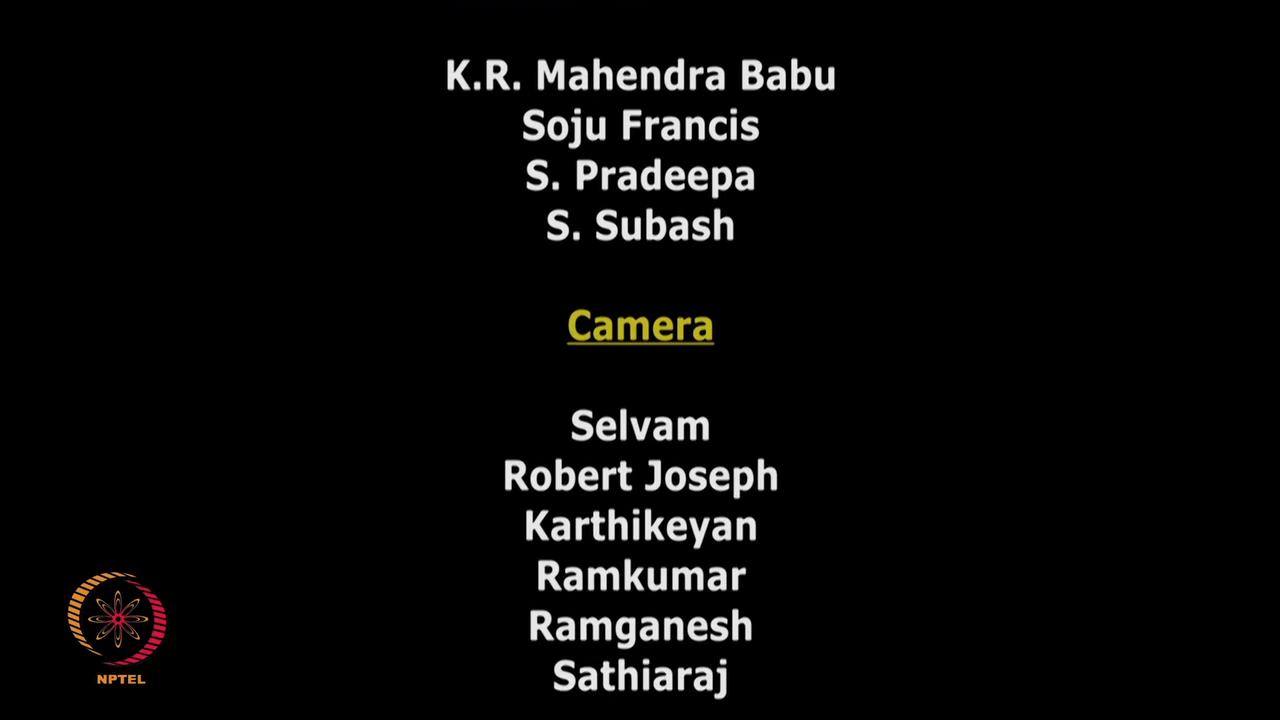 K.R. Mahendra Babu
Soju Francis
S. Pradeepa
S. Subash
Camera
Selvam
Robert Joseph
Karthikeyan
Ramkumar
Ramganesh
Sathiaraj
NPTEL